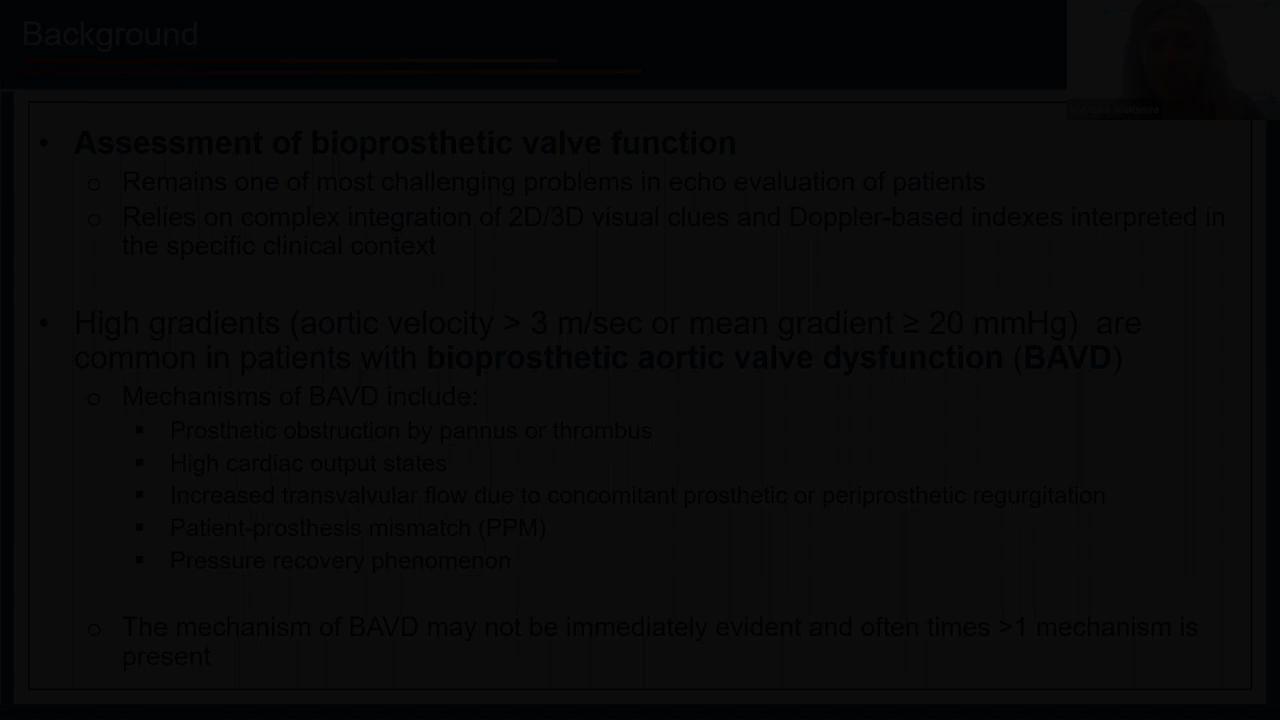 Background
• Assessment of bioprosthetic valve function
o Remains one of most challenging problems in echo evaluation of patients
o Relies on complex integration of 2D/3D visual clues and Doppler-based indexes interpreted in
the specific clinical context
• High gradients (aortic velocity > 3 m/sec or mean gradient ≥ 20 mmHg) are
common in patients with bioprosthetic aortic valve dysfunction (BAVD)
o Mechanisms of BAVD include:
▪ Prosthetic obstruction by pannus or thrombus
▪ High cardiac output states
▪ Increased transvalvular flow due to concomitant prosthetic or periprosthetic regurgitation
▪ Patient-prosthesis mismatch (PPM)
▪ Pressure recovery phenomenon
o The mechanism of BAVD may not be immediately evident and often times >1 mechanism is
present